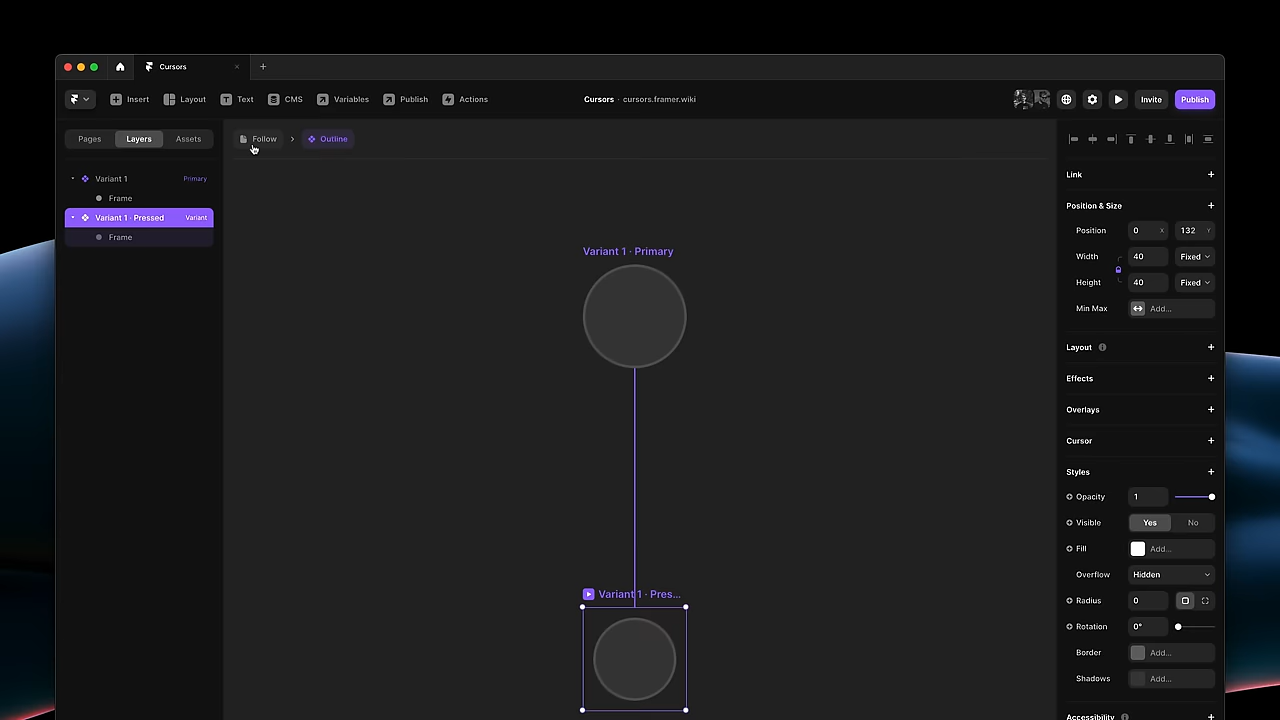 Cursors
Insert
Layout
Text
CMS
Variables
Publish
Actions
Cursors · cursors.framer.wiki
Invite
Publish
Pages
Layers
Assets
Follow
Outline
Variant 1
Primary
Frame
Variant 1 · Pressed
Variant
Frame
Variant 1 · Primary
Variant 1 · Pres...
Link
Position & Size
Position 0 X 132 Y
Width 40 Fixed
Height 40 Fixed
Min Max Add...
Layout
Effects
Overlays
Cursor
Styles
Opacity 1
Visible Yes No
Fill Add...
Overflow Hidden
Radius 0
Rotation 0°
Border Add...
Shadows Add...
Accessibility